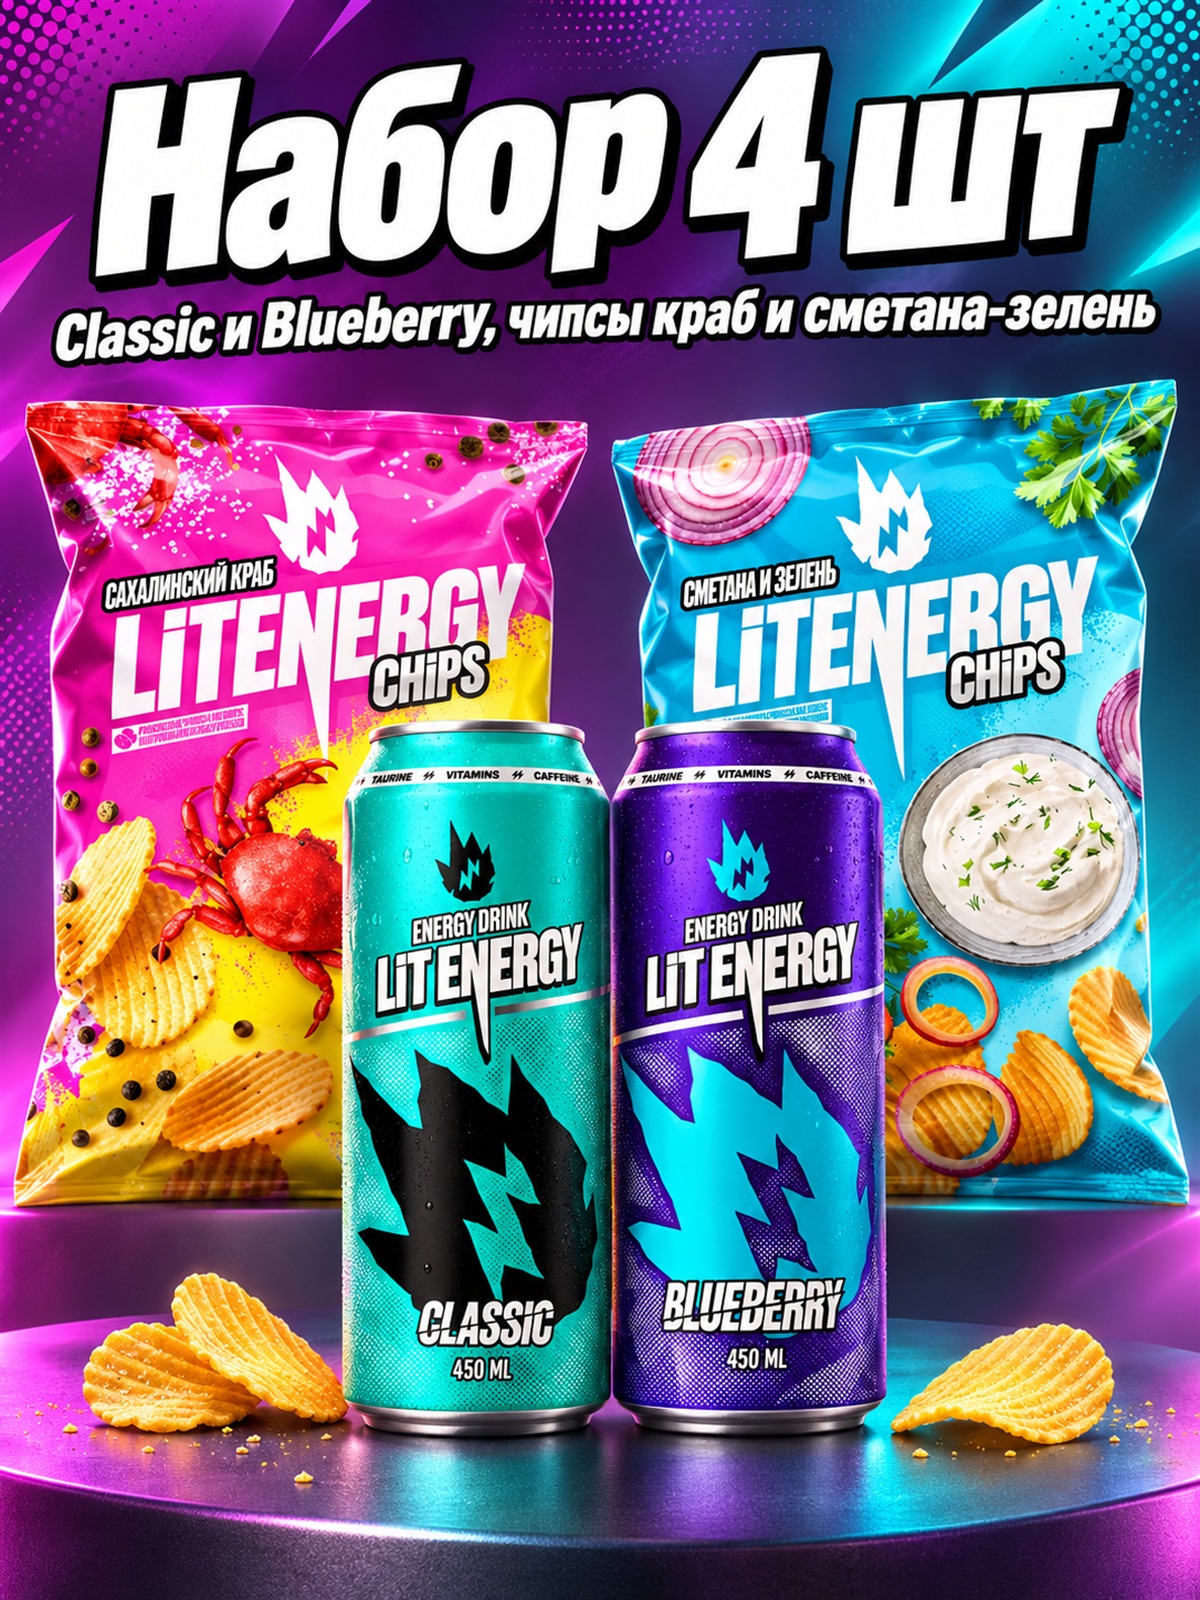 Набор 4 шт
Classic и Blueberry, чипсы краб и сметана-зелень
САХАЛИНСКИЙ КРАБ
LiTENERGY
CHiPS
СМЕТАНА И ЗЕЛЕНЬ
LiTENERGY
CHiPS
TAURINE VITAMINS CAFFEINE
ENERGY DRINK
LiT ENERGY
CLASSIC
450 ML
TAURINE VITAMINS CAFFEINE
ENERGY DRINK
LiT ENERGY
BLUEBERRY
450 ML